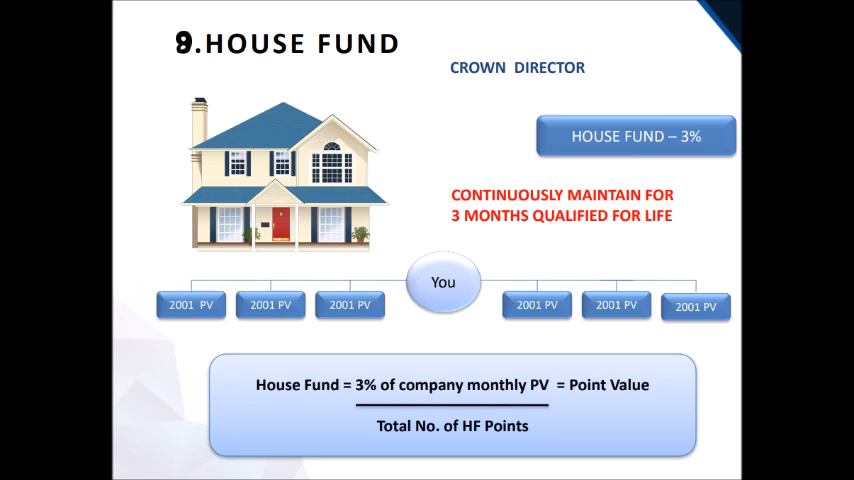 9.HOUSE FUND
CROWN DIRECTOR
HOUSE FUND – 3%
CONTINUOUSLY MAINTAIN FOR
3 MONTHS QUALIFIED FOR LIFE
You
2001 PV
2001 PV
2001 PV
2001 PV
2001 PV
2001 PV
House Fund = 3% of company monthly PV = Point Value
Total No. of HF Points